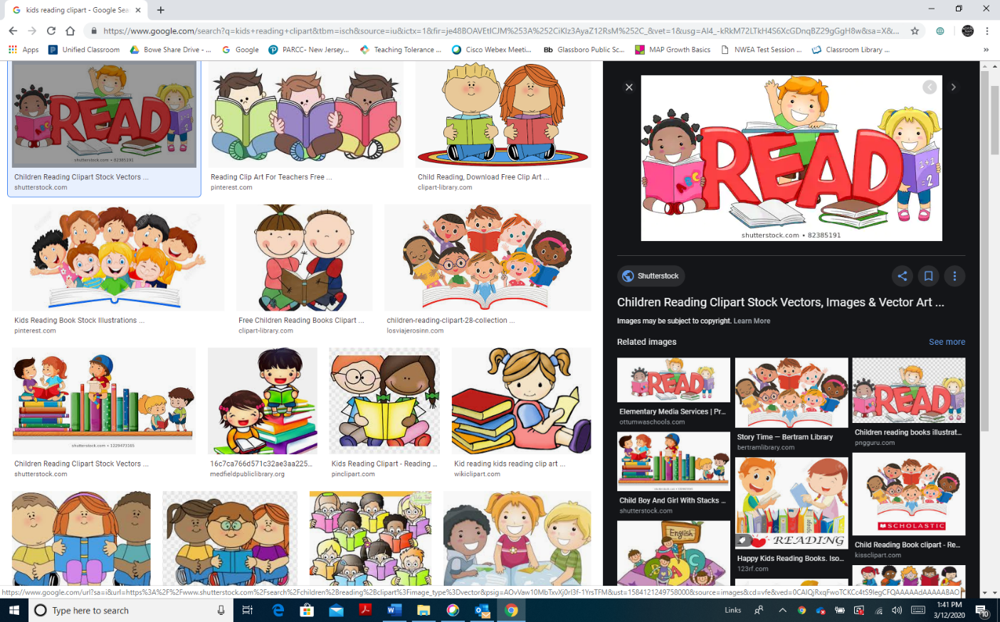 kids reading clipart - Google Sea
https://www.google.com/search?q=kids+reading+clipart&tbm=isch&source=iu&ictx=1&fir=je48BOAVEtlCJM%253A%252CiKlz3AyaZ12RsM%252C_&vet=1&usg=AI4_-kRkM72LTkH4S6XcGDnqBZ29gGgH8w&sa=X&...
Apps Unified Classroom Bowe Share Drive - ... Google PARCC- New Jersey... Teaching Tolerance ... Cisco Webex Meeti... Bb Glassboro Public Sc... MAP Growth Basics NWEA Test Session ... Classroom Library ... »
READ
1+1
shutterstock.com • 82385191
Children Reading Clipart Stock Vectors ...
shutterstock.com
Reading Clip Art For Teachers Free ...
pinterest.com
Child Reading, Download Free Clip Art ...
clipart-library.com
Kids Reading Book Stock Illustrations ...
pinterest.com
Free Children Reading Books Clipart ...
clipart-library.com
children-reading-clipart-28-collection ...
losviajerosinn.com
shutterstock.com • 1229473165
Children Reading Clipart Stock Vectors ...
shutterstock.com
16c7ca766d571c32ae3aa225...
medfieldpubliclibrary.org
Kids Reading Clipart - Reading ...
pinclipart.com
Kid reading kids reading clip art ...
wikiclipart.com
READ
ABC
1+1
=2
shutterstock.com • 82385191
Shutterstock
Children Reading Clipart Stock Vectors, Images & Vector Art ...
Images may be subject to copyright. Learn More
Related images
See more
READ
Elementary Media Services | Pr...
ottumwaschools.com
Story Time — Bertram Library
bertramlibrary.com
READ
Children reading books illustrat...
pngguru.com
Child Boy And Girl With Stacks ...
shutterstock.com
READING
Happy Kids Reading Books. Iso...
123rf.com
SCHOLASTIC
Child Reading Book clipart - Re...
kissclipart.com
English
A
B
C
https://www.google.com/url?sa=i&url=https%3A%2F%2Fwww.shutterstock.com%2Fsearch%2Fchildren%2Breading%2Bclipart%3Fimage_type%3Dvector&psig=AOvVaw10MbTxvXj0rI3f-1YrsTFM&ust=1584121249758000&source=images&cd=vfe&ved=0CAIQjRxqFwoTCKCc4tS9legCFQAAAAAdAAAAABAO
Type here to search
Links
1:41 PM
3/12/2020
10